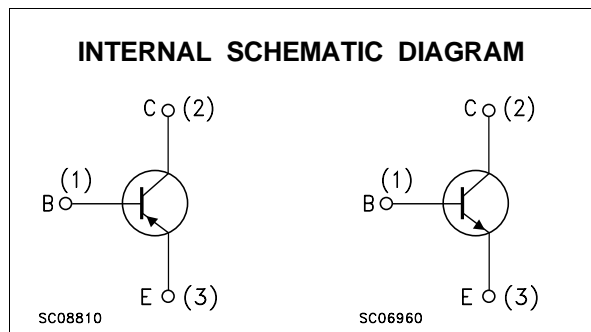 INTERNAL SCHEMATIC DIAGRAM
C (2) C (2)
(1) (1)
B B
E (3) E (3)
SC08810 SC06960